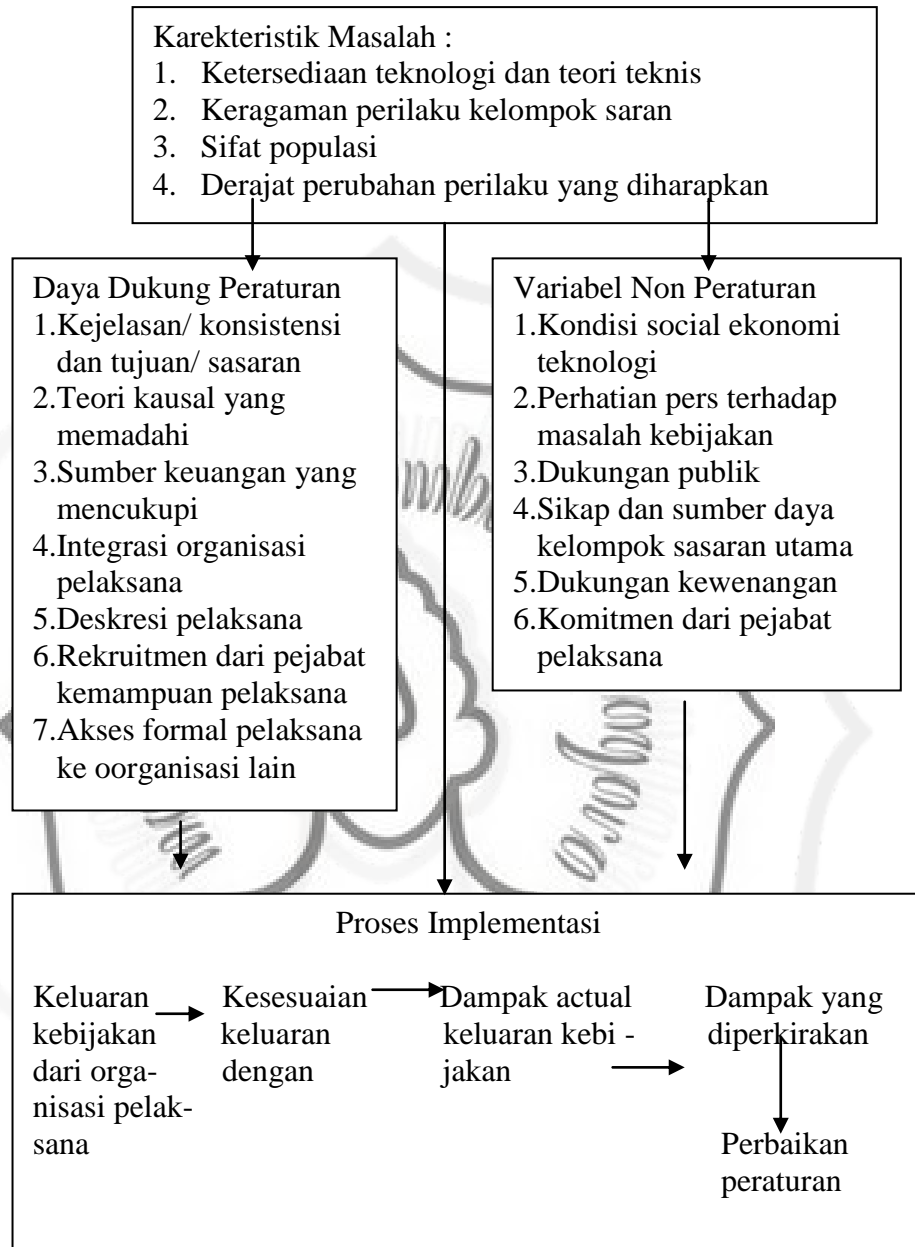 Karekteristik Masalah :
1. Ketersediaan teknologi dan teori teknis
2. Keragaman perilaku kelompok saran
3. Sifat populasi
4. Derajat perubahan perilaku yang diharapkan
Daya Dukung Peraturan
1.Kejelasan/ konsistensi
dan tujuan/ sasaran
2.Teori kausal yang
memadahi
3.Sumber keuangan yang
mencukupi
4.Integrasi organisasi
pelaksana
5.Deskresi pelaksana
6.Rekruitmen dari pejabat
kemampuan pelaksana
7.Akses formal pelaksana
ke oorganisasi lain
Variabel Non Peraturan
1.Kondisi social ekonomi
teknologi
2.Perhatian pers terhadap
masalah kebijakan
3.Dukungan publik
4.Sikap dan sumber daya
kelompok sasaran utama
5.Dukungan kewenangan
6.Komitmen dari pejabat
pelaksana
Proses Implementasi
Keluaran
kebijakan
dari orga-
nisasi pelak-
sana
Kesesuaian
keluaran
dengan
Dampak actual
keluaran kebi -
jakan
Dampak yang
diperkirakan
Perbaikan
peraturan